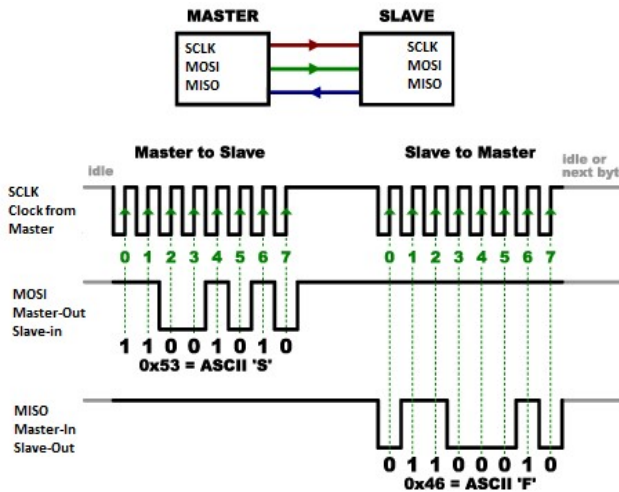 MASTER SLAVE
SCLK SCLK
MOSI MOSI
MISO MISO
Master to Slave Slave to Master
idle idle or
next byt
SCLK
Clock from
Master
0 1 2 3 4 5 6 7 0 1 2 3 4 5 6 7
MOSI
Master-Out
Slave-in
1 1 0 0 1 0 1 0
0x53 = ASCII 'S'
MISO
Master-In
Slave-Out
0 1 1 0 0 0 1 0
0x46 = ASCII 'F'